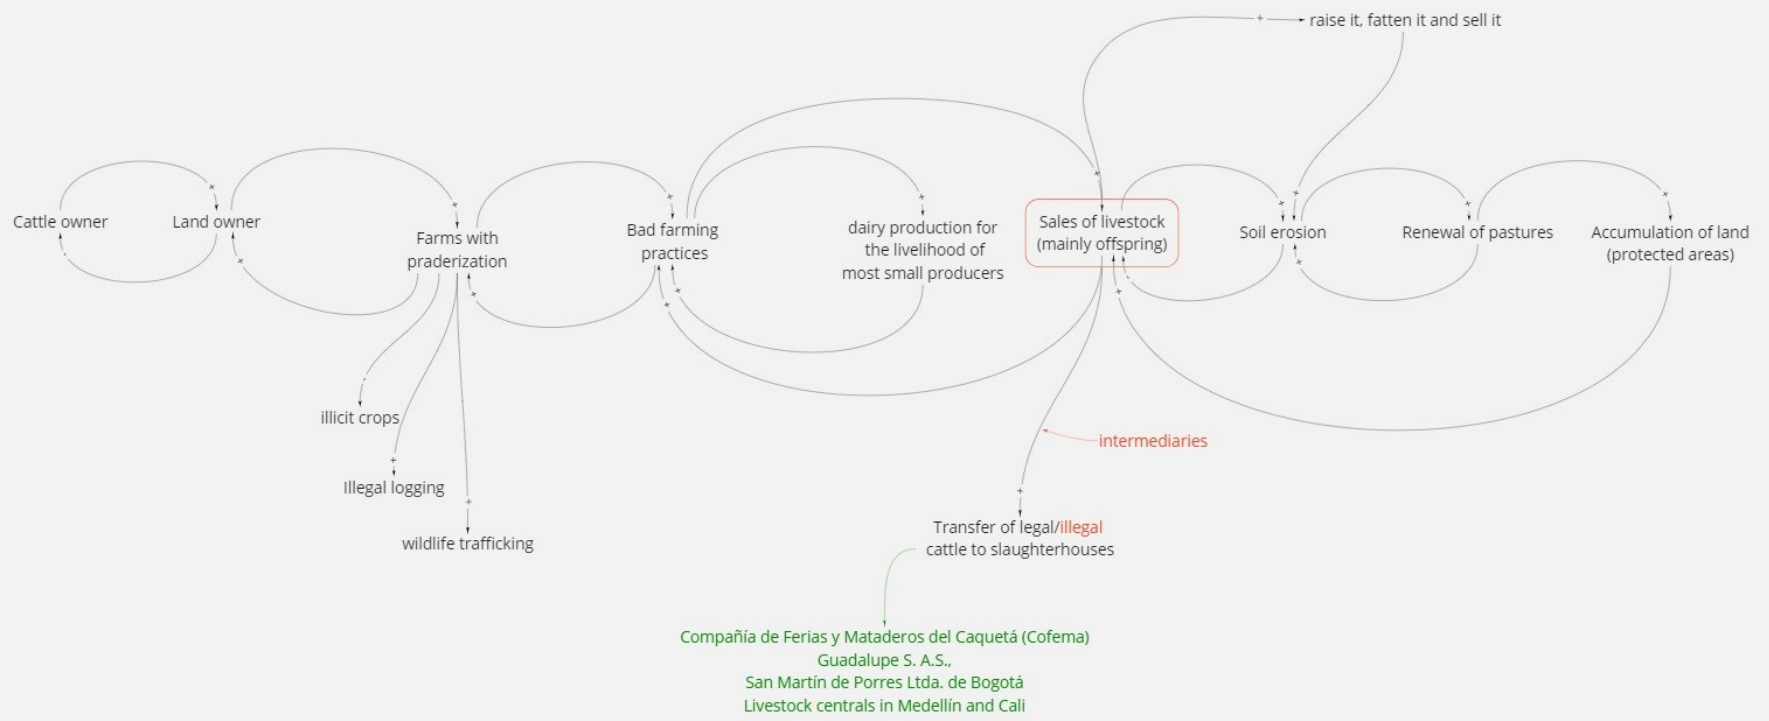 raise it, fatten it and sell it
Cattle owner
Land owner
Farms with
praderization
Bad farming
practices
dairy production for
the livelihood of
most small producers
Sales of livestock
(mainly offspring)
Soil erosion
Renewal of pastures
Accumulation of land
(protected areas)
illicit crops
Illegal logging
wildlife trafficking
intermediaries
Transfer of legal/illegal
cattle to slaughterhouses
Compañía de Ferias y Mataderos del Caquetá (Cofema)
Guadalupe S. A.S.,
San Martín de Porres Ltda. de Bogotá
Livestock centrals in Medellín and Cali